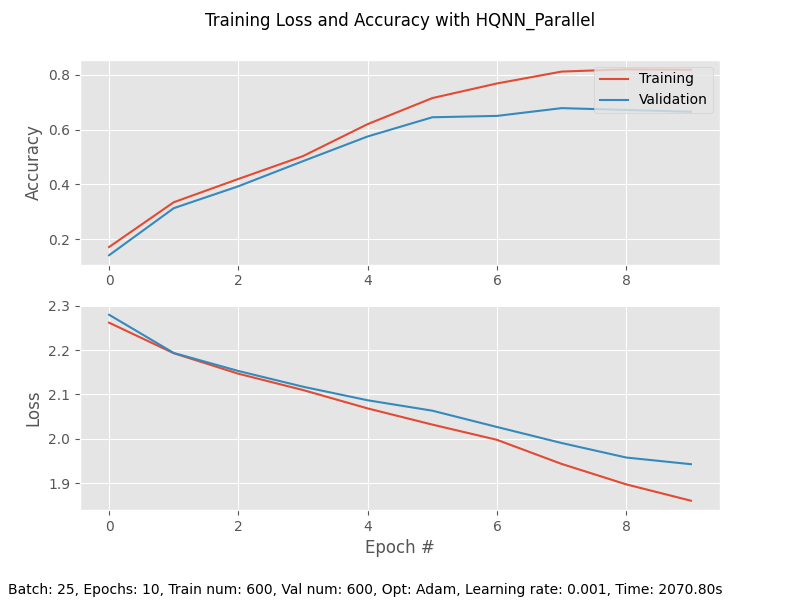 Training Loss and Accuracy with HQNN_Parallel
Accuracy
0.8
0.6
0.4
0.2
Training
Validation
0 2 4 6 8
Loss
2.3
2.2
2.1
2.0
1.9
0 2 4 6 8
Epoch #
Batch: 25, Epochs: 10, Train num: 600, Val num: 600, Opt: Adam, Learning rate: 0.001, Time: 2070.80s